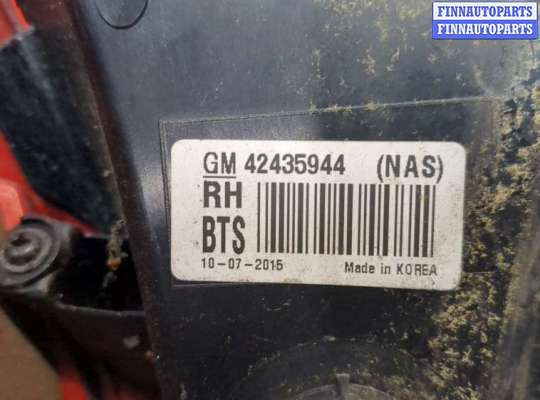 FINNAUTOPARTS
FINNAUTOPARTS
GM 42435944 (NAS)
RH
BTS
10-07-2015 Made in KOREA